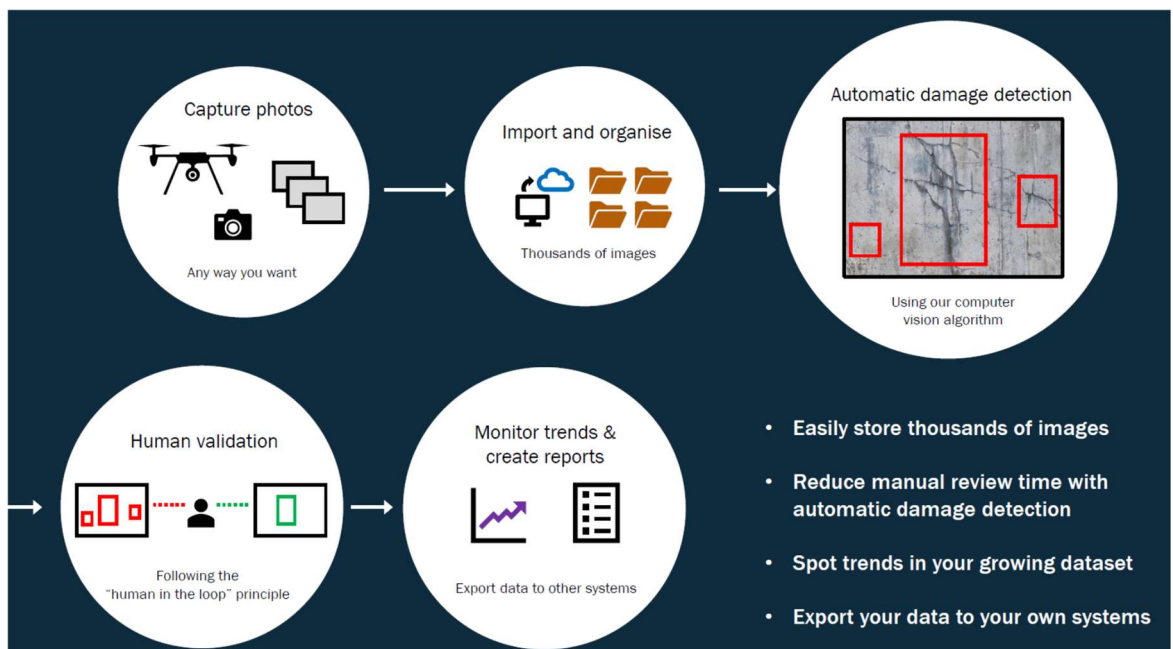 Capture photos
Any way you want
Import and organise
Thousands of images
Automatic damage detection
Using our computer
vision algorithm
Human validation
Following the
“human in the loop” principle
Monitor trends &
create reports
Export data to other systems
• Easily store thousands of images
• Reduce manual review time with
automatic damage detection
• Spot trends in your growing dataset
• Export your data to your own systems